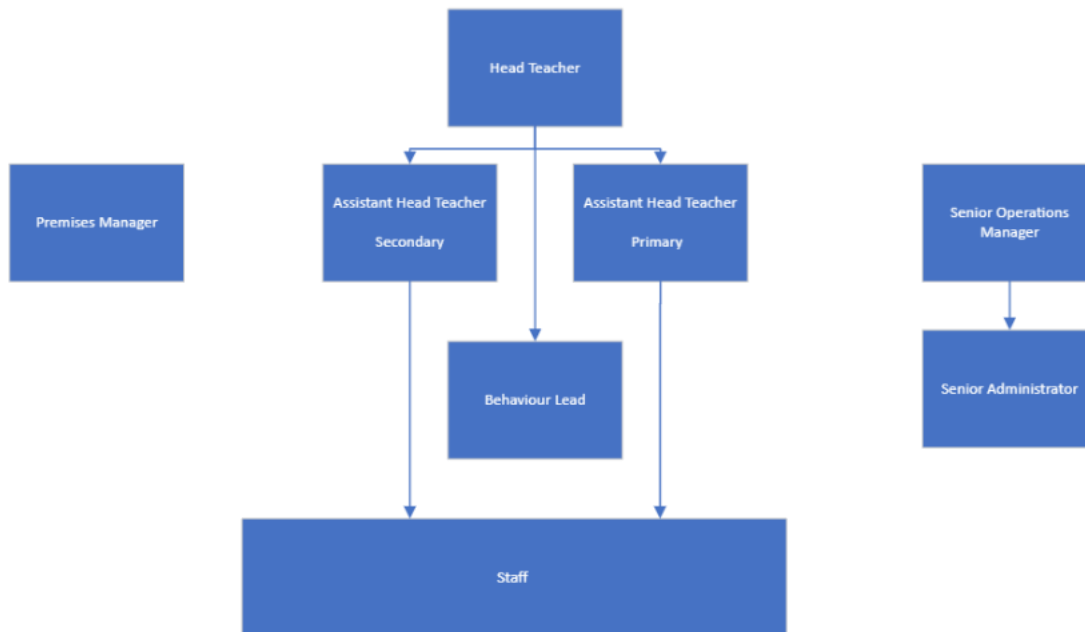 Head Teacher
Premises Manager
Assistant Head Teacher
Secondary
Assistant Head Teacher
Primary
Senior Operations
Manager
Behaviour Lead
Senior Administrator
Staff